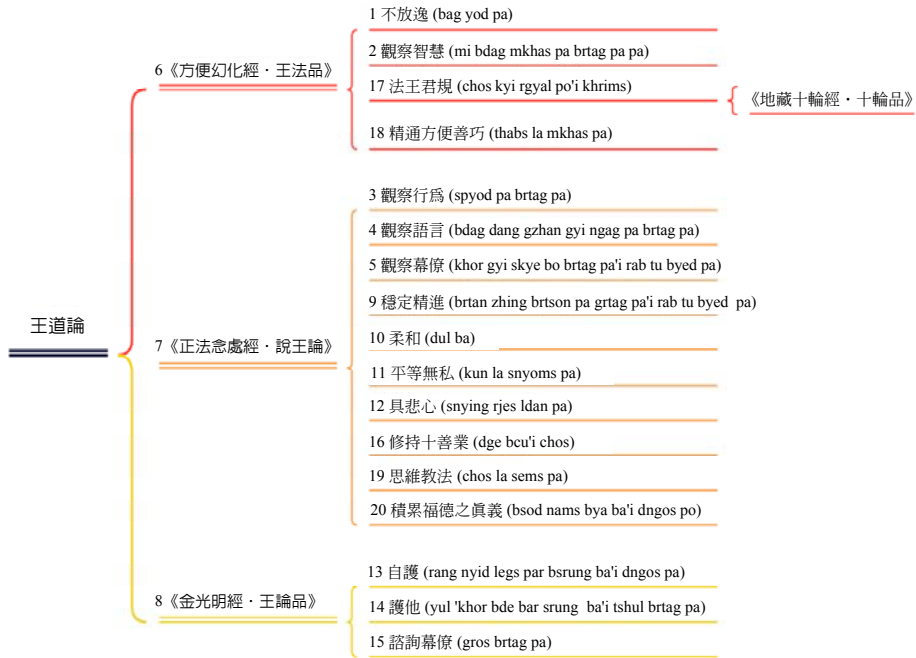 王道論
6《方便幻化經・王法品》
1 不放逸 (bag yod pa)
2 觀察智慧 (mi bdag mkhas pa brtag pa pa)
17 法王君規 (chos kyi rgyal po'i khrims)
《地藏十輪經・十輪品》
18 精通方便善巧 (thabs la mkhas pa)
7《正法念處經・說王論》
3 觀察行爲 (spyod pa brtag pa)
4 觀察語言 (bdag dang gzhan gyi ngag pa brtag pa)
5 觀察幕僚 (khor gyi skye bo brtag pa'i rab tu byed pa)
9 穩定精進 (brtan zhing brtson pa grtag pa'i rab tu byed pa)
10 柔和 (dul ba)
11 平等無私 (kun la snyoms pa)
12 具悲心 (snying rjes ldan pa)
16 修持十善業 (dge bcu'i chos)
19 思維教法 (chos la sems pa)
20 積累福德之眞義 (bsod nams bya ba'i dngos po)
8《金光明經・王論品》
13 自護 (rang nyid legs par bsrung ba'i dngos pa)
14 護他 (yul 'khor bde bar srung ba'i tshul brtag pa)
15 諮詢幕僚 (gros brtag pa)